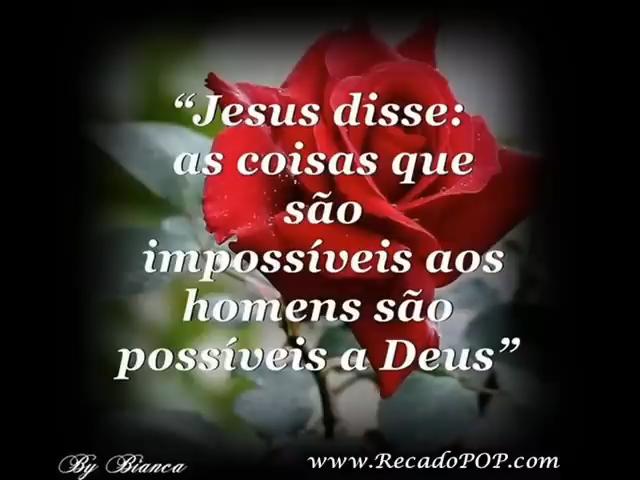 “Jesus disse:
as coisas que
são
impossíveis aos
homens são
possíveis a Deus”
By Bianca
www.RecadoPOP.com